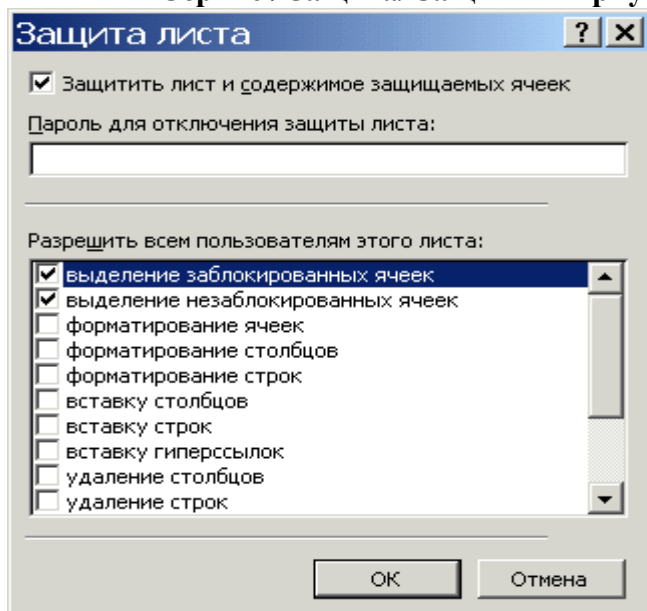 Защита листа
Защитить лист и содержимое защищаемых ячеек
Пароль для отключения защиты листа:
Разрешить всем пользователям этого листа:
выделение заблокированных ячеек
выделение незаблокированных ячеек
форматирование ячеек
форматирование столбцов
форматирование строк
вставку столбцов
вставку строк
вставку гиперссылок
удаление столбцов
удаление строк
ОК Отмена